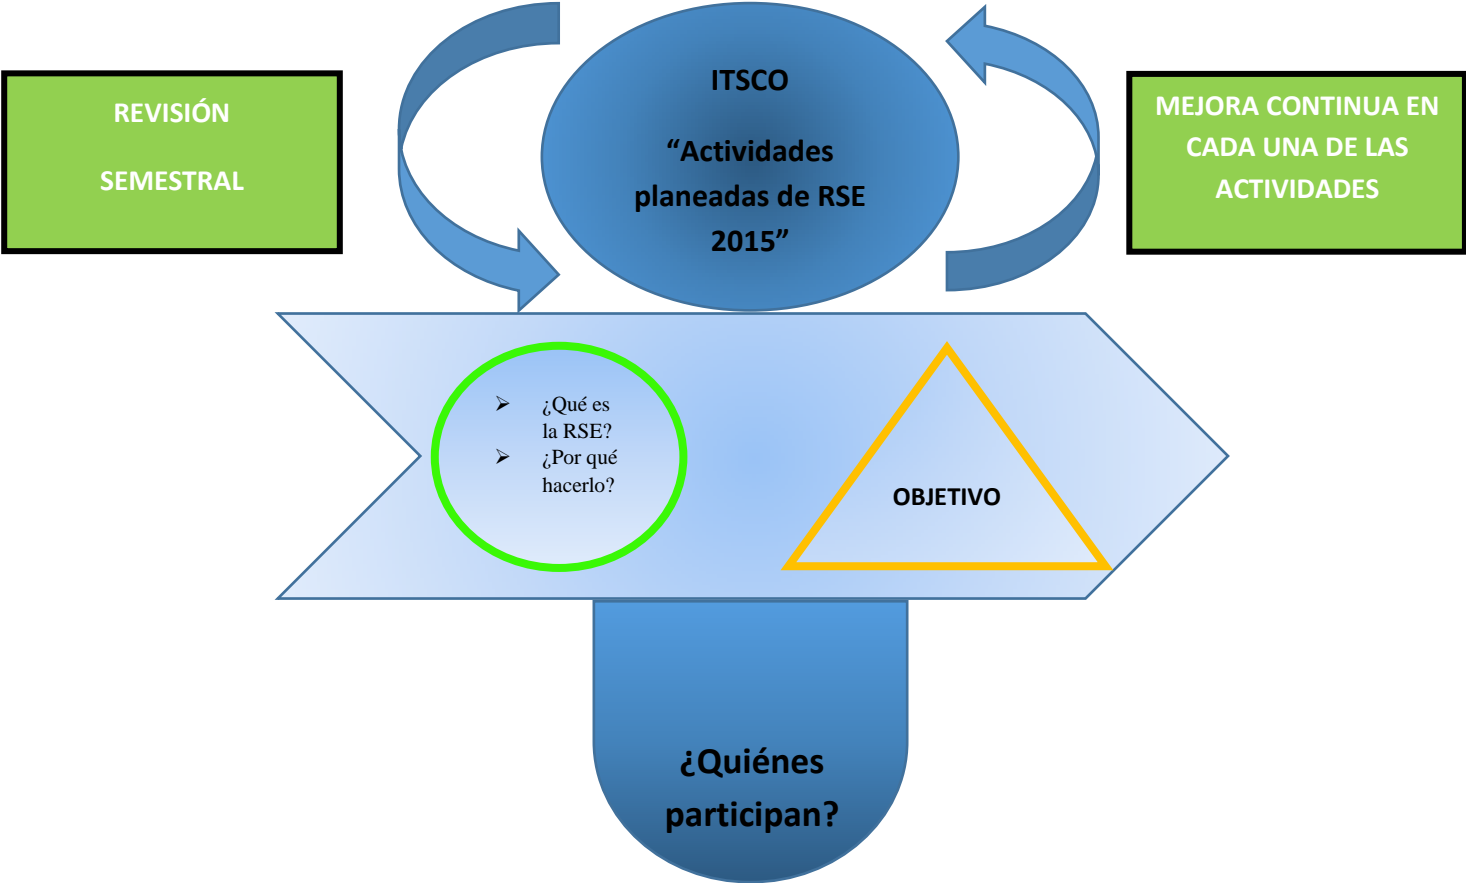 ITSCO
“Actividades
planeadas de RSE
2015”
REVISIÓN
SEMESTRAL
MEJORA CONTINUA EN
CADA UNA DE LAS
ACTIVIDADES
➢ ¿Qué es
la RSE?
➢ ¿Por qué
hacerlo?
OBJETIVO
¿Quiénes
participan?